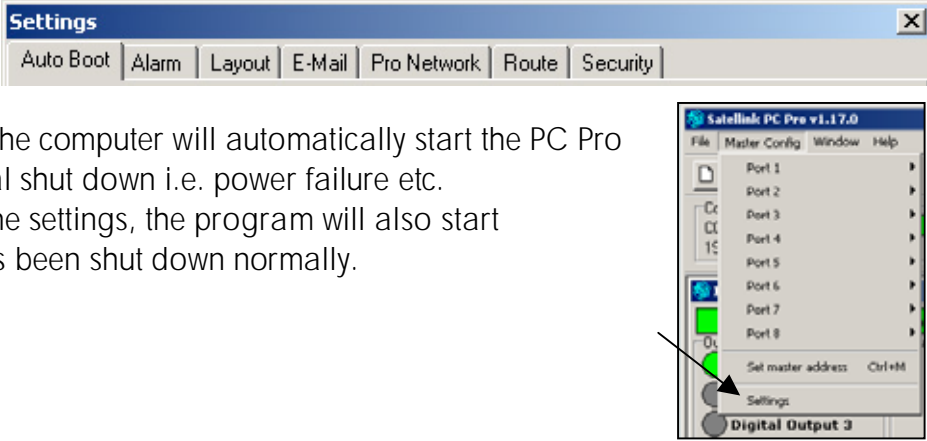 Settings
Auto Boot Alarm Layout E-Mail Pro Network Route Security
he computer will automatically start the PC Pro
al shut down i.e. power failure etc.
he settings, the program will also start
s been shut down normally.
Satellink PC Pro v1.17.0
File Master Config Window Help
Port 1
Port 2
Port 3
Port 4
Port 5
Port 6
Port 7
Port 8
Set master address Ctrl+M
Settings
Digital Output 3